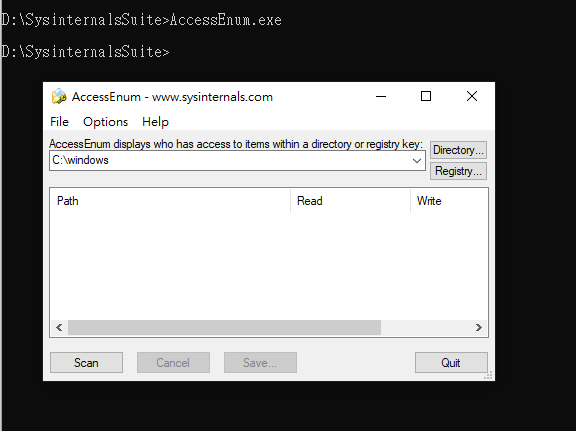 D:\SysinternalsSuite>AccessEnum.exe
D:\SysinternalsSuite>
AccessEnum - www.sysinternals.com
File Options Help
AccessEnum displays who has access to items within a directory or registry key:
C:\windows
Directory...
Registry...
Path Read Write
Scan Cancel Save... Quit